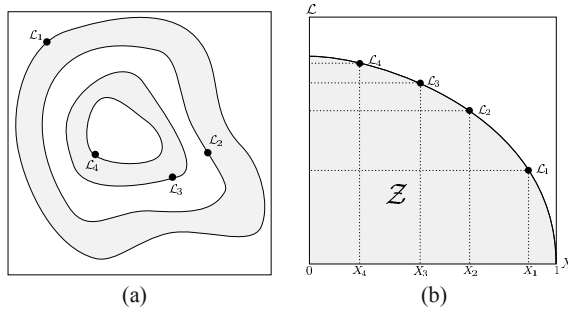 ℒ₁
ℒ₂
ℒ₃
ℒ₄
(a)
ℒ
ℒ₄
ℒ₃
ℒ₂
ℒ₁
𝒵
0 X₄ X₃ X₂ X₁ 1 X
(b)